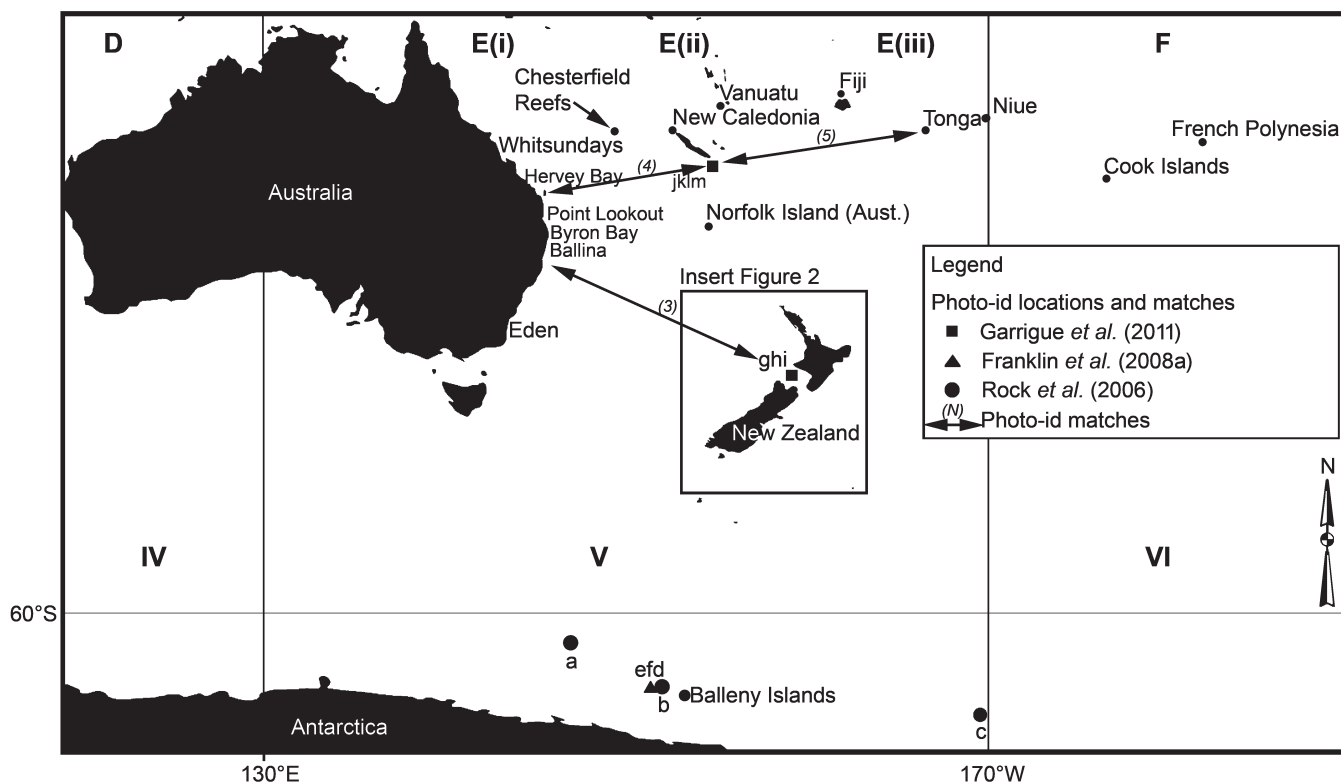 D
E(i)
E(ii)
E(iii)
F
Chesterfield
Reefs
Vanuatu
Fiji
New Caledonia
Tonga
Niue
French Polynesia
Whitsundays
(5)
(4)
Hervey Bay
jklm
Cook Islands
Australia
Point Lookout
Byron Bay
Ballina
Norfolk Island (Aust.)
Insert Figure 2
(3)
Eden
ghi
New Zealand
Legend
Photo-id locations and matches
Garrigue et al. (2011)
Franklin et al. (2008a)
Rock et al. (2006)
(N)
Photo-id matches
N
IV
V
VI
60°S
a
efd
b
Balleny Islands
c
Antarctica
130°E
170°W